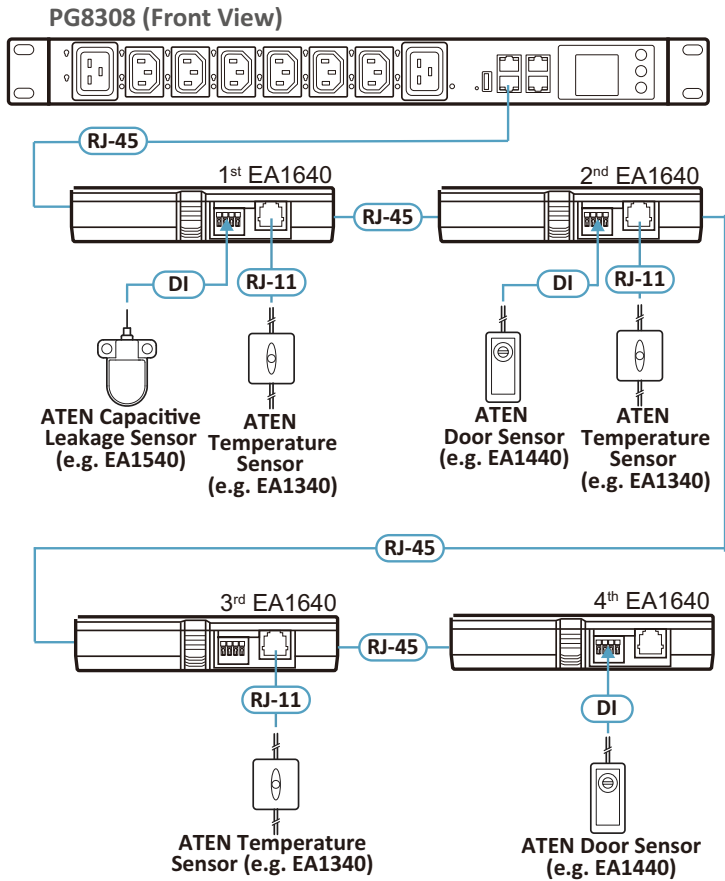 PG8308 (Front View)
RJ-45
1st EA1640
2nd EA1640
RJ-45
DI
RJ-11
DI
RJ-11
ATEN Capacitive
Leakage Sensor
(e.g. EA1540)
ATEN
Temperature
Sensor
(e.g. EA1340)
ATEN
Door Sensor
(e.g. EA1440)
ATEN
Temperature
Sensor
(e.g. EA1340)
RJ-45
3rd EA1640
4th EA1640
RJ-45
RJ-11
DI
ATEN Temperature
Sensor (e.g. EA1340)
ATEN Door Sensor
(e.g. EA1440)